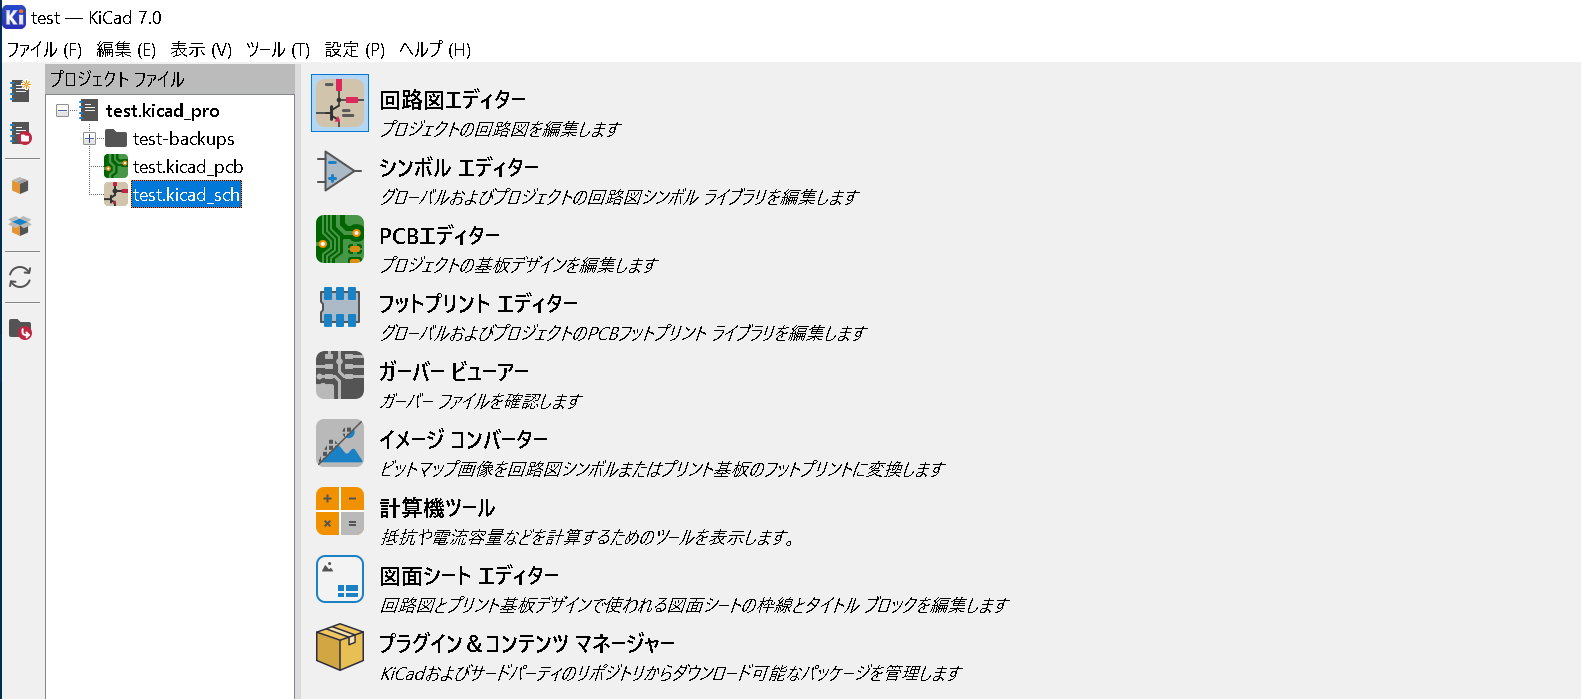 test — KiCad 7.0
ファイル (F) 編集 (E) 表示 (V) ツール (T) 設定 (P) ヘルプ (H)
プロジェクト ファイル
test.kicad_pro
test-backups
test.kicad_pcb
test.kicad_sch
回路図エディター
プロジェクトの回路図を編集します
シンボル エディター
グローバルおよびプロジェクトの回路図シンボル ライブラリを編集します
PCBエディター
プロジェクトの基板デザインを編集します
フットプリント エディター
グローバルおよびプロジェクトのPCBフットプリント ライブラリを編集します
ガーバー ビューアー
ガーバー ファイルを確認します
イメージ コンバーター
ビットマップ画像を回路図シンボルまたはプリント基板のフットプリントに変換します
計算機ツール
抵抗や電流容量などを計算するためのツールを表示します。
図面シート エディター
回路図とプリント基板デザインで使われる図面シートの枠線とタイトル ブロックを編集します
プラグイン＆コンテンツ マネージャー
KiCadおよびサードパーティのリポジトリからダウンロード可能なパッケージを管理します